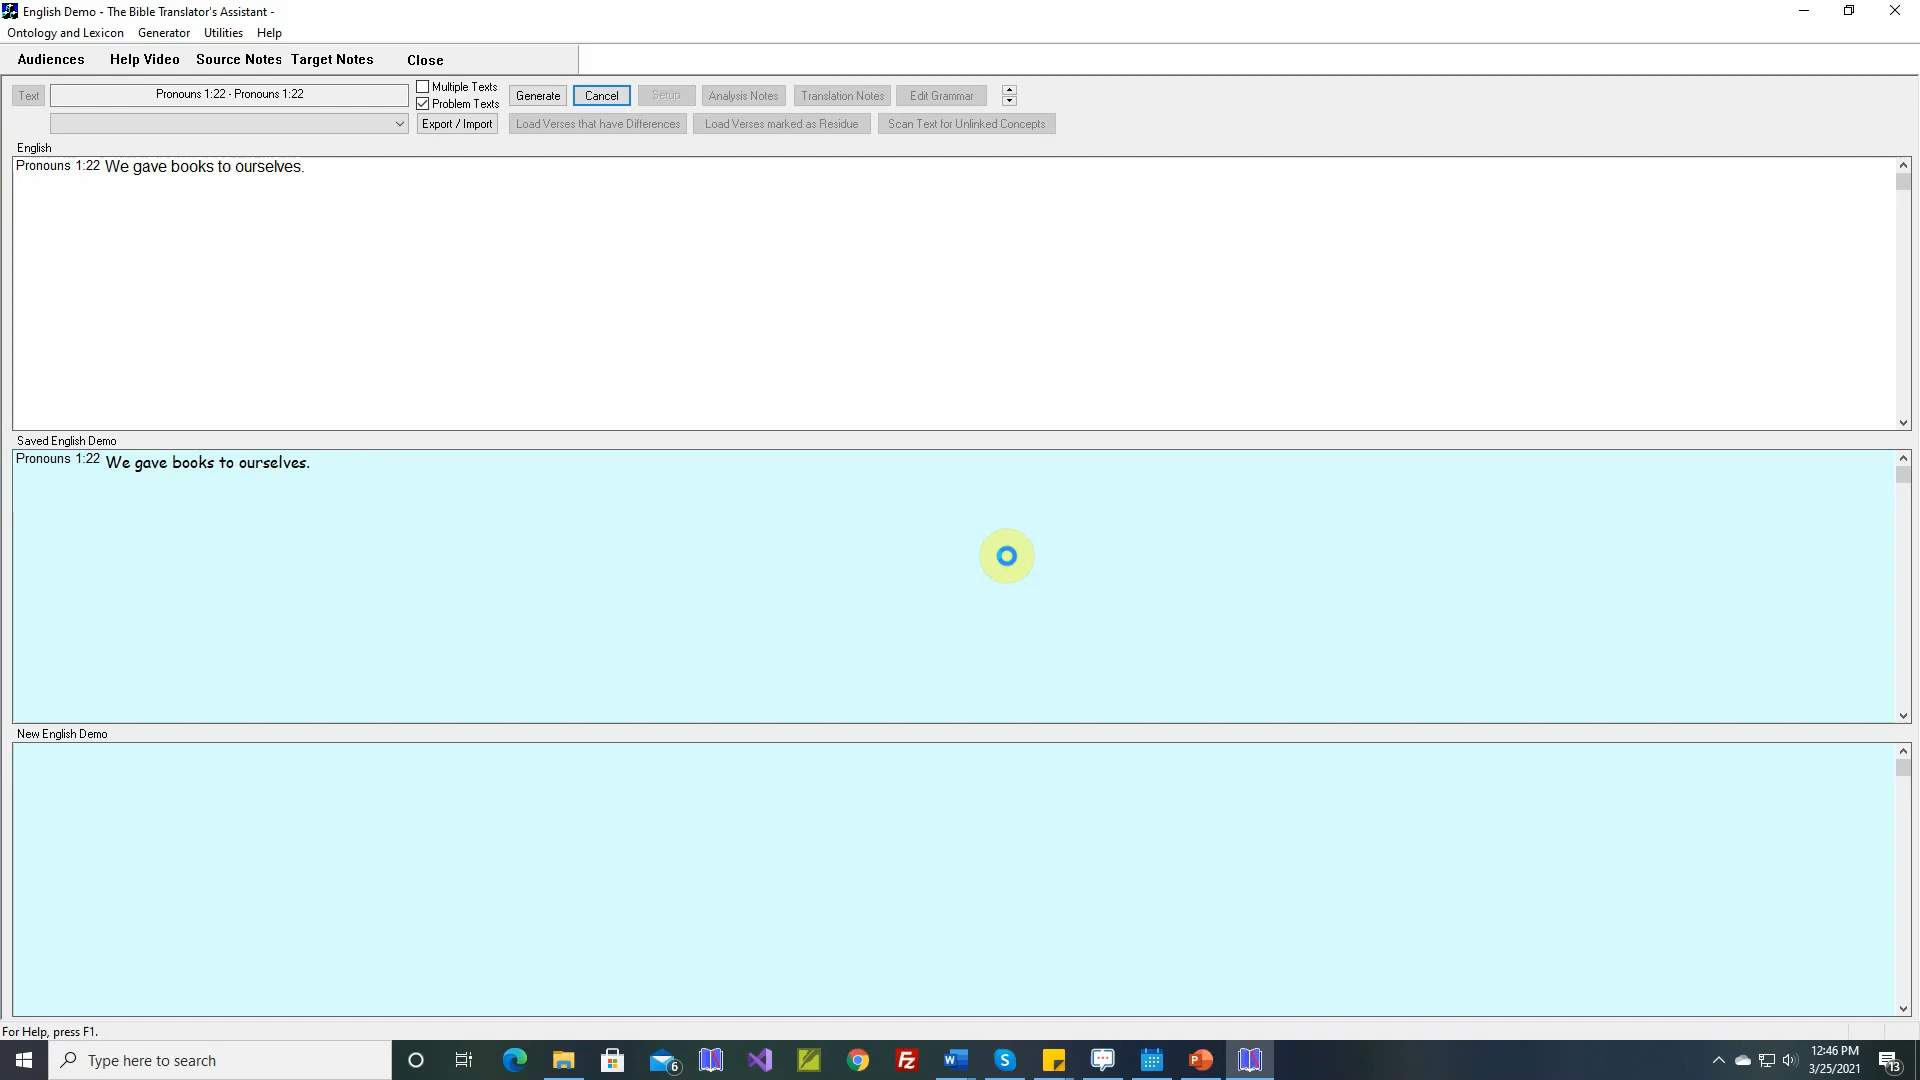 English Demo - The Bible Translator's Assistant -
Ontology and Lexicon Generator Utilities Help
Audiences Help Video Source Notes Target Notes Close
Text Pronouns 1:22 - Pronouns 1:22 Multiple Texts Generate Cancel Setup Analysis Notes Translation Notes Edit Grammar
Problem Texts
Export / Import Load Verses that have Differences Load Verses marked as Residue Scan Text for Unlinked Concepts
English
Pronouns 1:22 We gave books to ourselves.
Saved English Demo
Pronouns 1:22 We gave books to ourselves.
New English Demo
For Help, press F1.
Type here to search 6 12:46 PM
3/25/2021 13